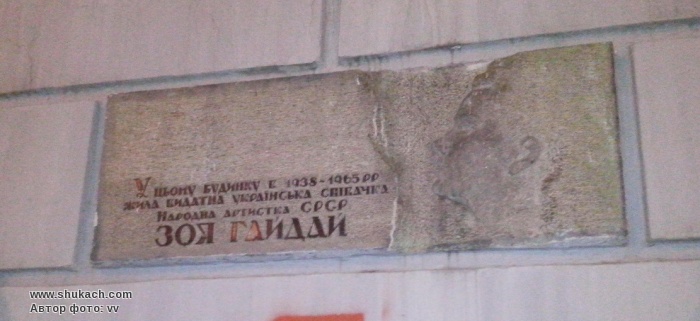 У цьому будинку в 1938-1965 рр
жила видатна українська співачка
Народна артистка СРСР
ЗОЯ ГАЙДАЙ
www.shukach.com
Автор фото: vv